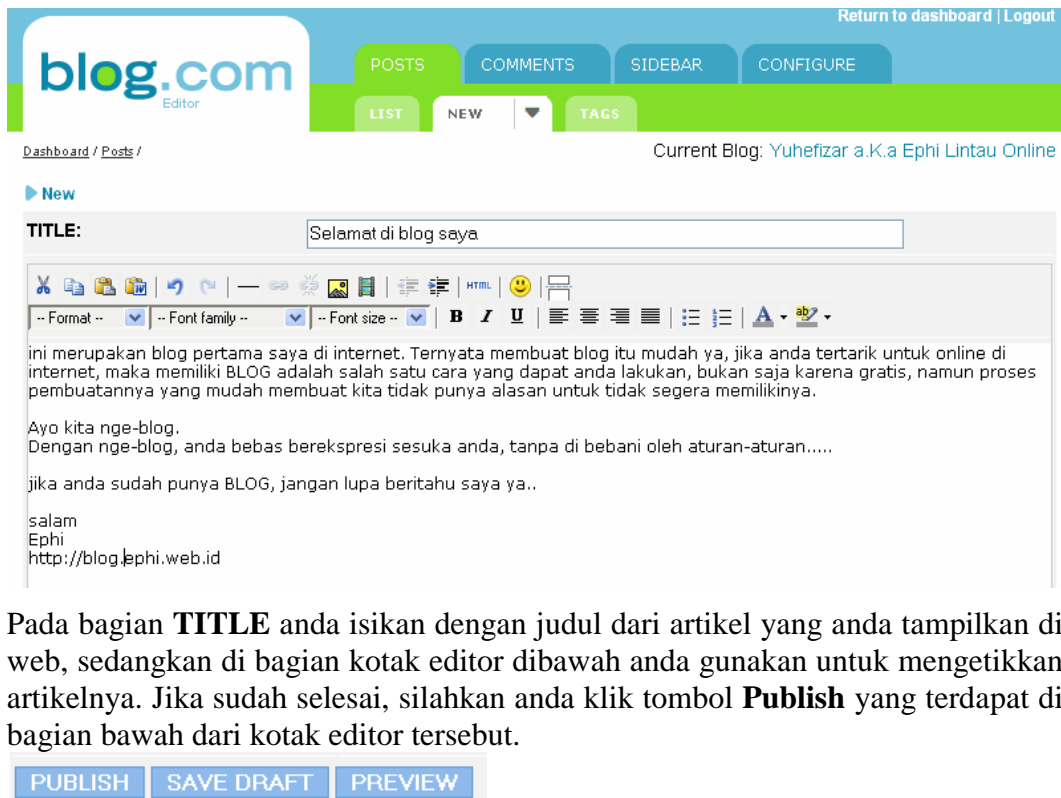 Return to dashboard | Logout
blog.com
Editor
POSTS COMMENTS SIDEBAR CONFIGURE
LIST NEW TAGS
Dashboard / Posts /
Current Blog: Yuhefizar a.K.a Ephi Lintau Online
New
TITLE: Selamat di blog saya
HTML
-- Format -- -- Font family -- -- Font size -- B I U A ab
ini merupakan blog pertama saya di internet. Ternyata membuat blog itu mudah ya, jika anda tertarik untuk online di
internet, maka memiliki BLOG adalah salah satu cara yang dapat anda lakukan, bukan saja karena gratis, namun proses
pembuatannya yang mudah membuat kita tidak punya alasan untuk tidak segera memilikinya.
Ayo kita nge-blog.
Dengan nge-blog, anda bebas berekspresi sesuka anda, tanpa di bebani oleh aturan-aturan.....
jika anda sudah punya BLOG, jangan lupa beritahu saya ya..
salam
Ephi
http://blog.ephi.web.id
Pada bagian TITLE anda isikan dengan judul dari artikel yang anda tampilkan di
web, sedangkan di bagian kotak editor dibawah anda gunakan untuk mengetikkan
artikelnya. Jika sudah selesai, silahkan anda klik tombol Publish yang terdapat di
bagian bawah dari kotak editor tersebut.
PUBLISH SAVE DRAFT PREVIEW